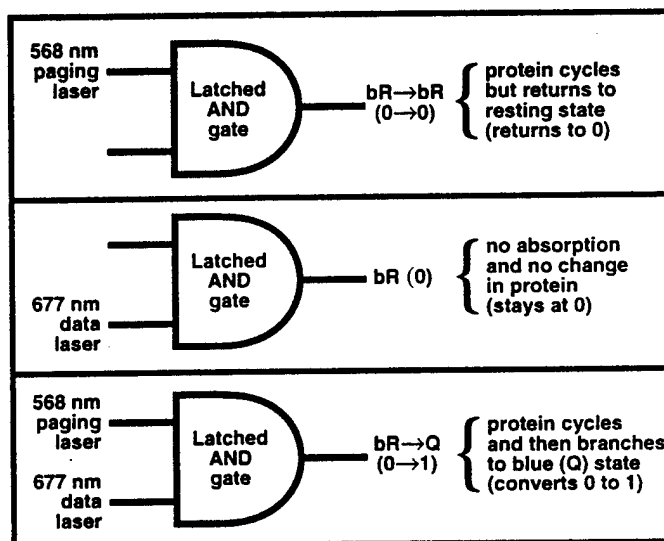 568 nm
paging
laser
Latched
AND
gate
bR→bR
(0→0)
protein cycles
but returns to
resting state
(returns to 0)
677 nm
data
laser
Latched
AND
gate
bR (0)
no absorption
and no change
in protein
(stays at 0)
568 nm
paging
laser
677 nm
data
laser
Latched
AND
gate
bR→Q
(0→1)
protein cycles
and then branches
to blue (Q) state
(converts 0 to 1)